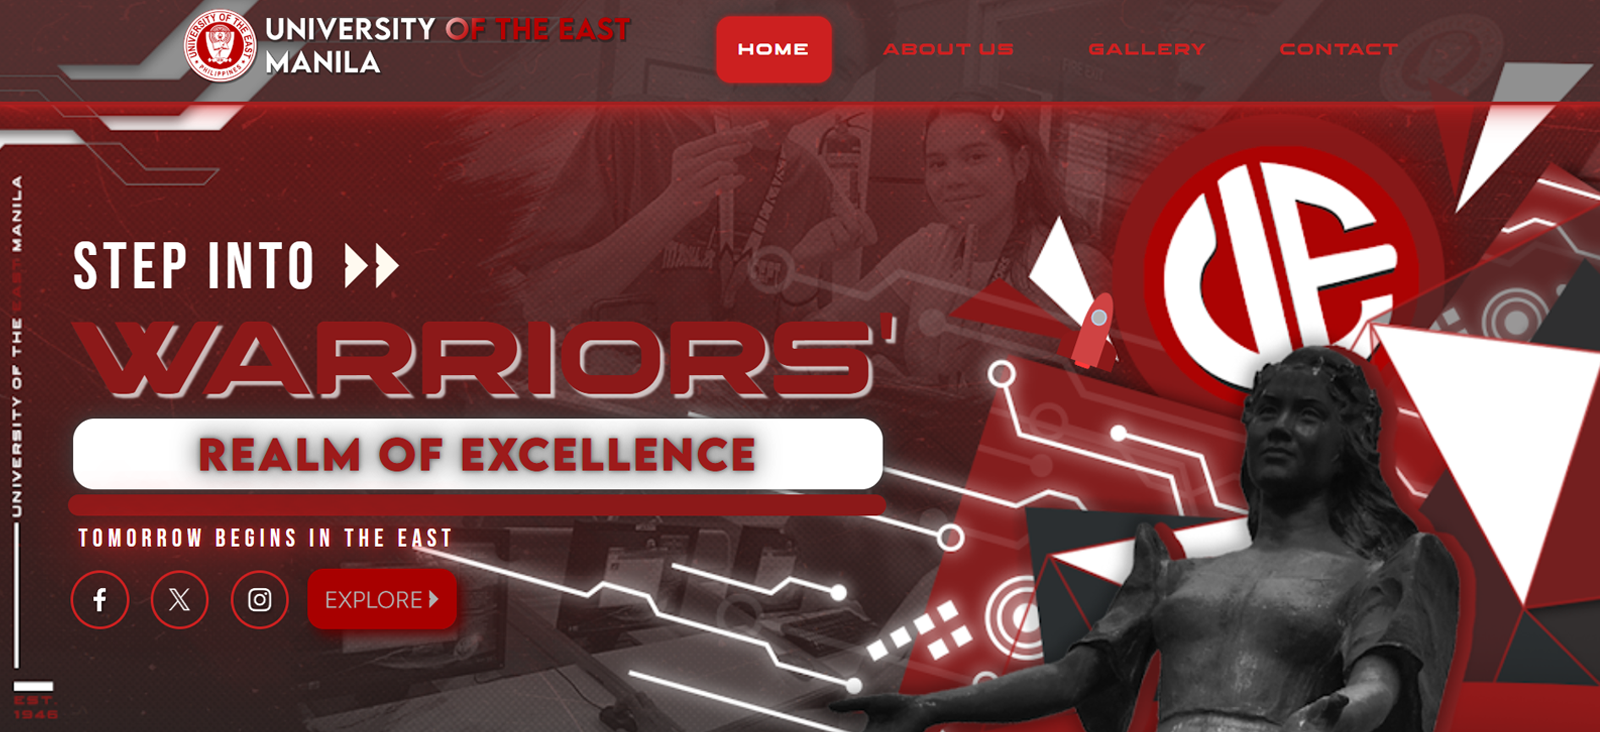 UNIVERSITY OF THE EAST
MANILA
UNIVERSITY OF THE EAST
PHILIPPINES
HOME
ABOUT US
GALLERY
CONTACT
UNIVERSITY OF THE EAST MANILA
EST.
1946
STEP INTO
WARRIORS'
REALM OF EXCELLENCE
TOMORROW BEGINS IN THE EAST
EXPLORE
UE